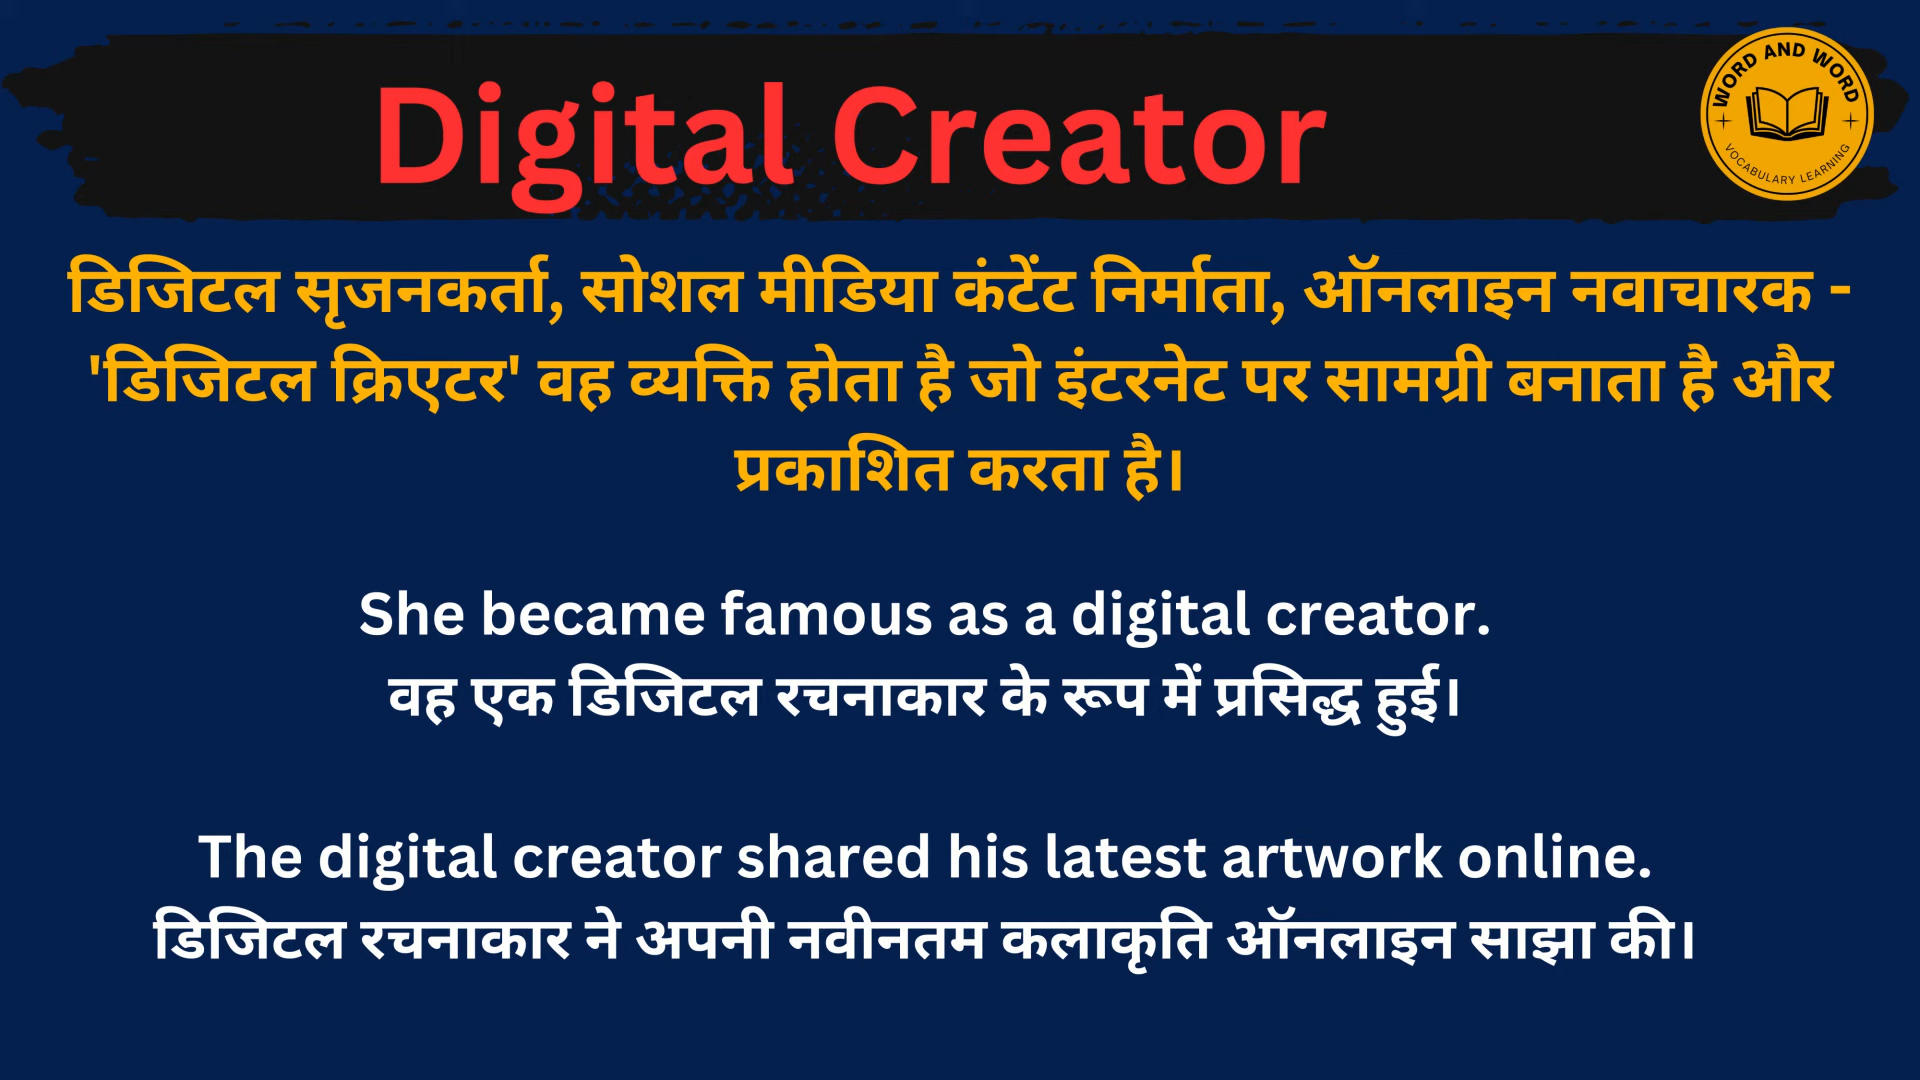 Digital Creator
WORD AND WORD
VOCABULARY LEARNING
डिजिटल सृजनकर्ता, सोशल मीडिया कंटेंट निर्माता, ऑनलाइन नवाचारक -
'डिजिटल क्रिएटर' वह व्यक्ति होता है जो इंटरनेट पर सामग्री बनाता है और
प्रकाशित करता है।
She became famous as a digital creator.
वह एक डिजिटल रचनाकार के रूप में प्रसिद्ध हुई।
The digital creator shared his latest artwork online.
डिजिटल रचनाकार ने अपनी नवीनतम कलाकृति ऑनलाइन साझा की।